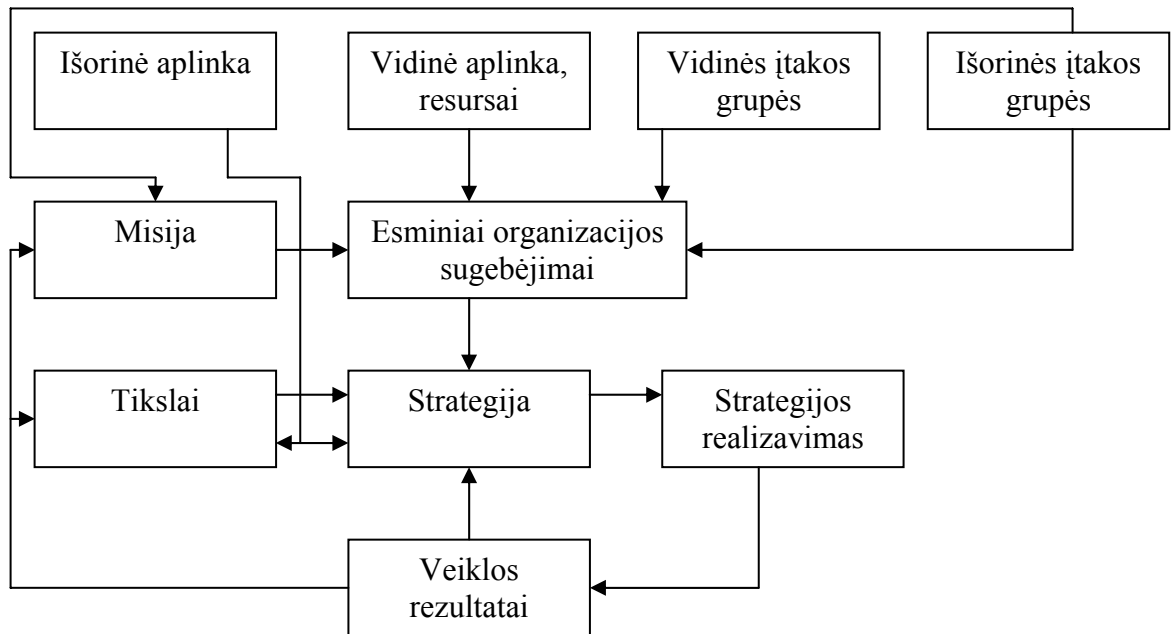 Išorinė aplinka
Vidinė aplinka,
resursai
Vidinės įtakos
grupės
Išorinės įtakos
grupės
Misija
Esminiai organizacijos
sugebėjimai
Tikslai
Strategija
Strategijos
realizavimas
Veiklos
rezultatai